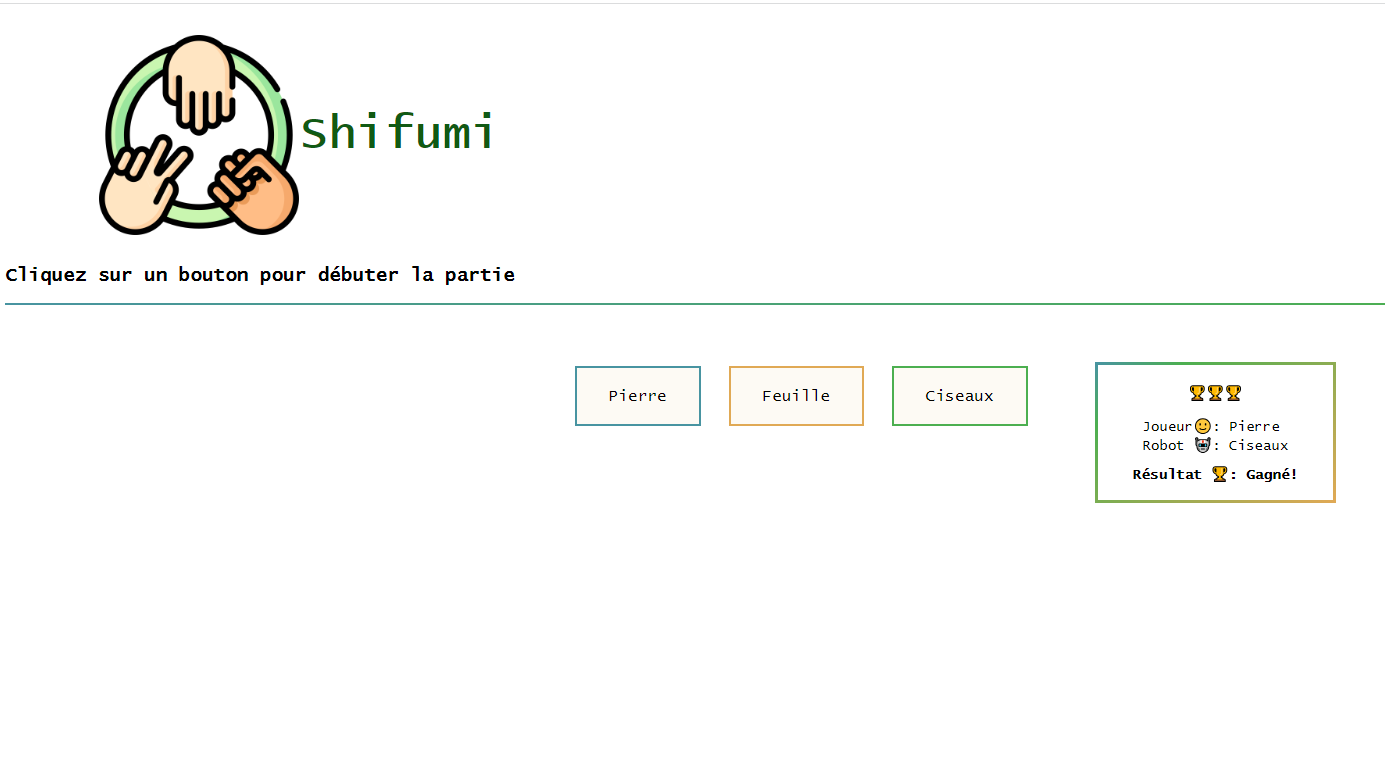 Shifumi
Cliquez sur un bouton pour débuter la partie
Pierre
Feuille
Ciseaux
🏆🏆🏆
Joueur🙂: Pierre
Robot 🤖: Ciseaux
Résultat 🏆: Gagné!